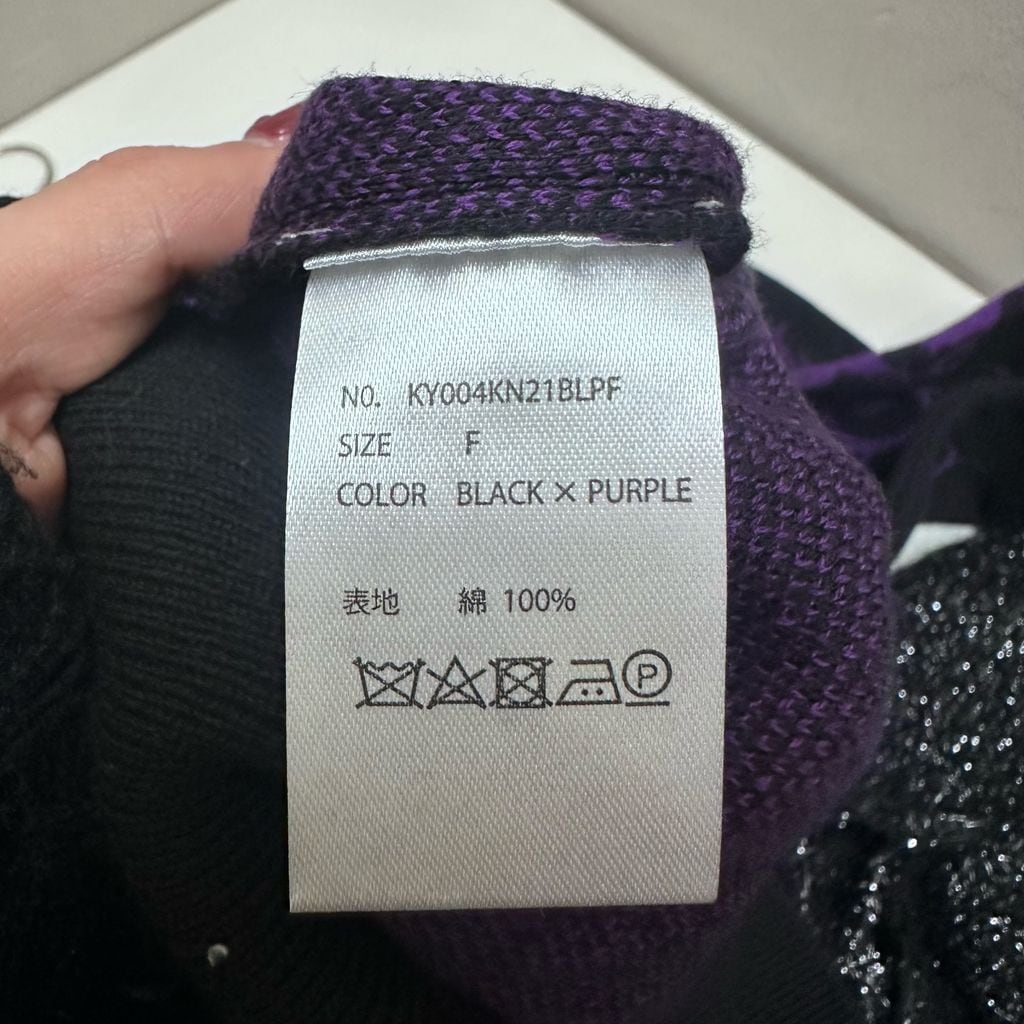 NO. KY004KN21BLPF
SIZE F
COLOR BLACK × PURPLE
表地 綿 100%
P